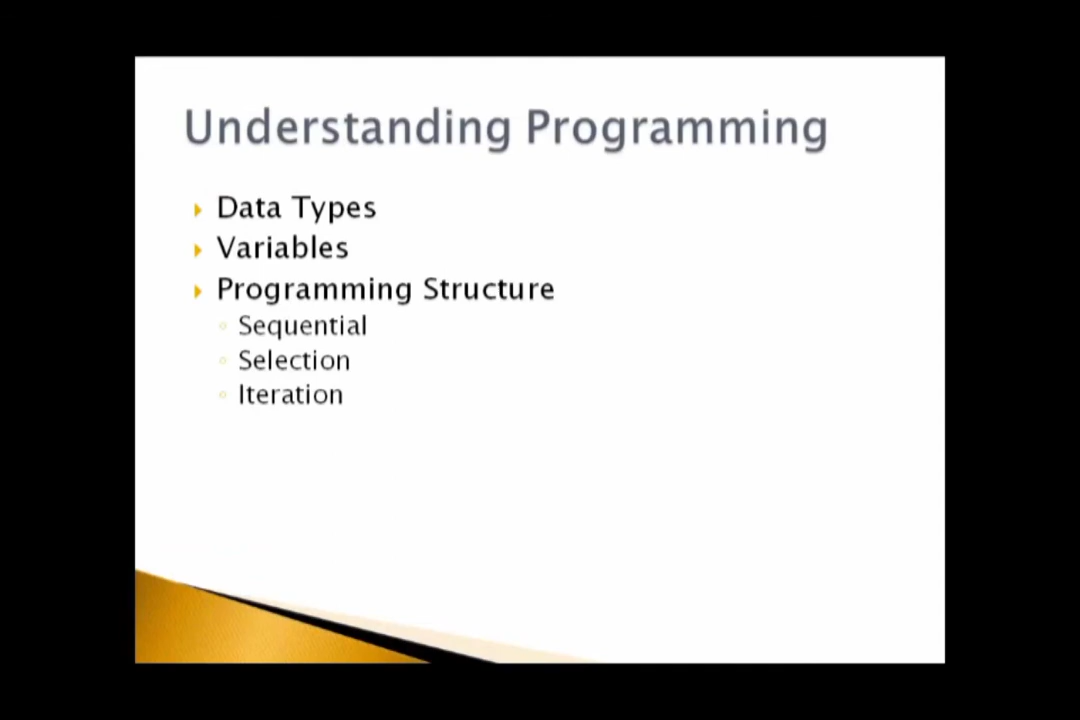 Understanding Programming
Data Types
Variables
Programming Structure
Sequential
Selection
Iteration